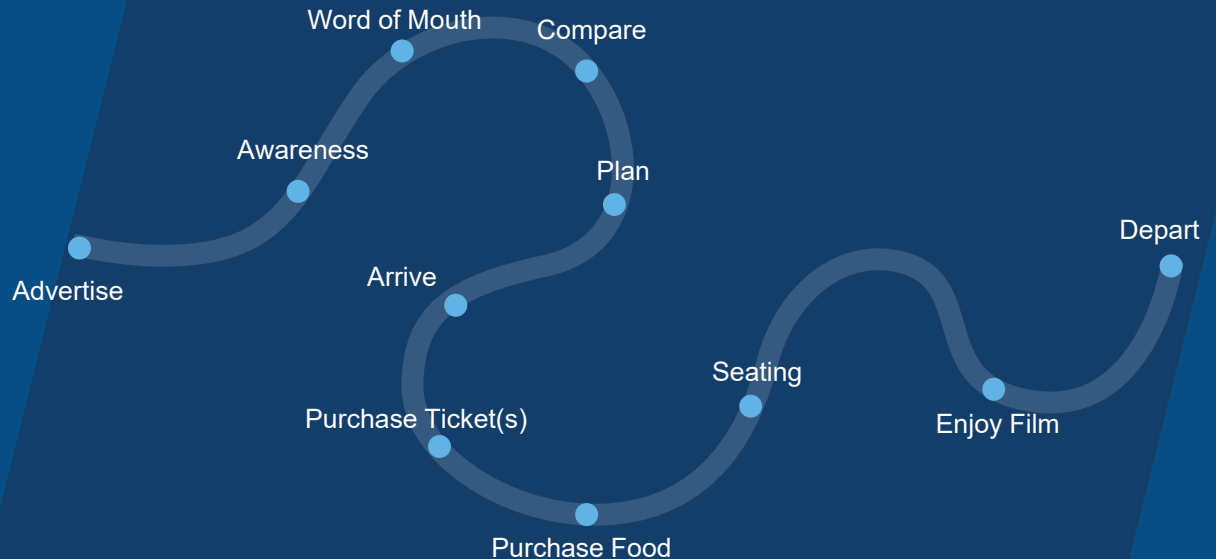 Advertise
Awareness
Word of Mouth
Compare
Plan
Arrive
Purchase Ticket(s)
Purchase Food
Seating
Enjoy Film
Depart